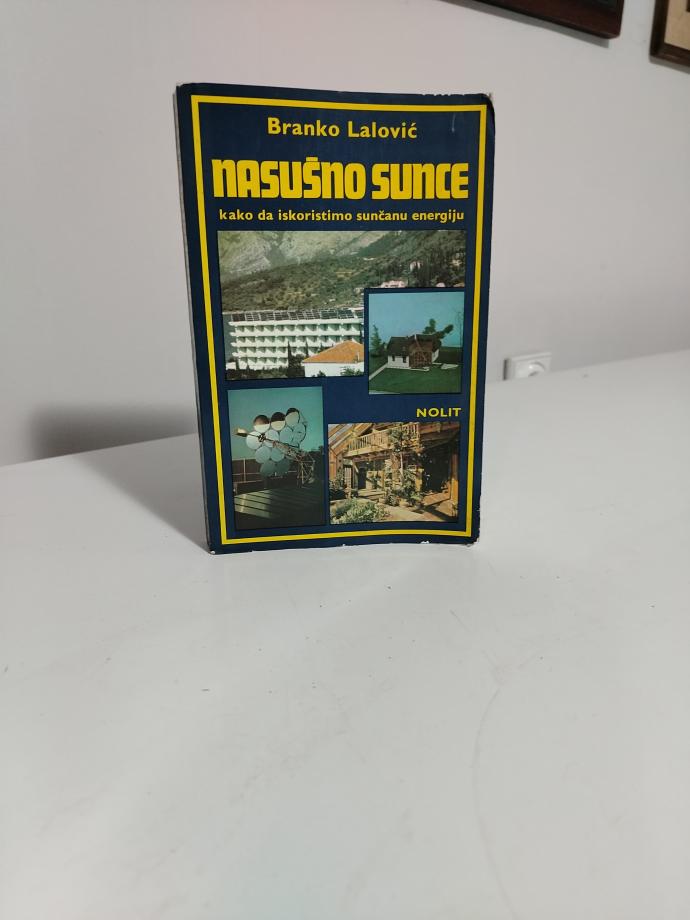 Branko Lalović
NASUŠNO SUNCE
kako da iskoristimo sunčanu energiju
NOLIT